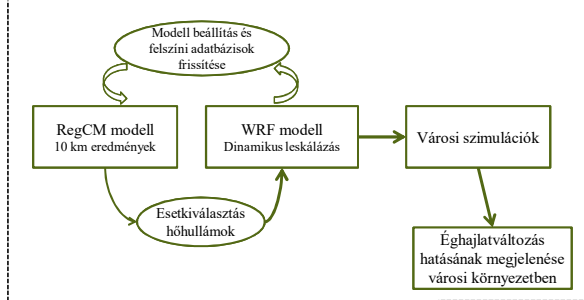 Modell beállítás és
felszíni adatbázisok
frissítése
RegCM modell
10 km eredmények
WRF modell
Dinamikus leskálázás
Városi szimulációk
Esetkiválasztás
hőhullámok
Éghajlatváltozás
hatásának megjelenése
városi környezetben